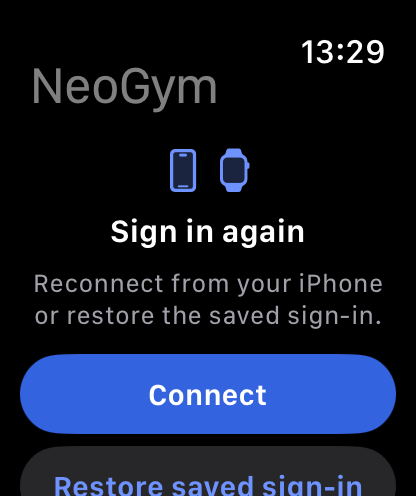 13:29
NeoGym
Sign in again
Reconnect from your iPhone
or restore the saved sign-in.
Connect
Restore saved sign-in